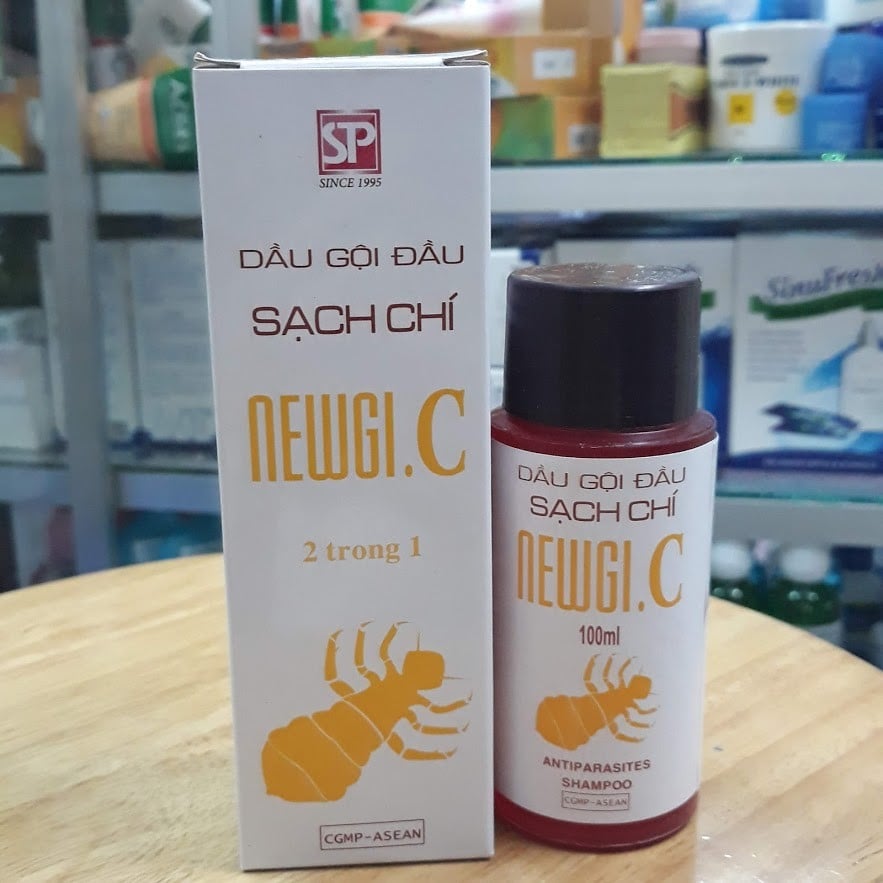 SP
SINCE 1995
DẦU GỘI ĐẦU
SẠCH CHÍ
NEWGI.C
2 trong 1
CGMP-ASEAN
DẦU GỘI ĐẦU
SẠCH CHÍ
NEWGI.C
100ml
ANTIPARASITES
SHAMPOO
CGMP-ASEAN
SinuFresh